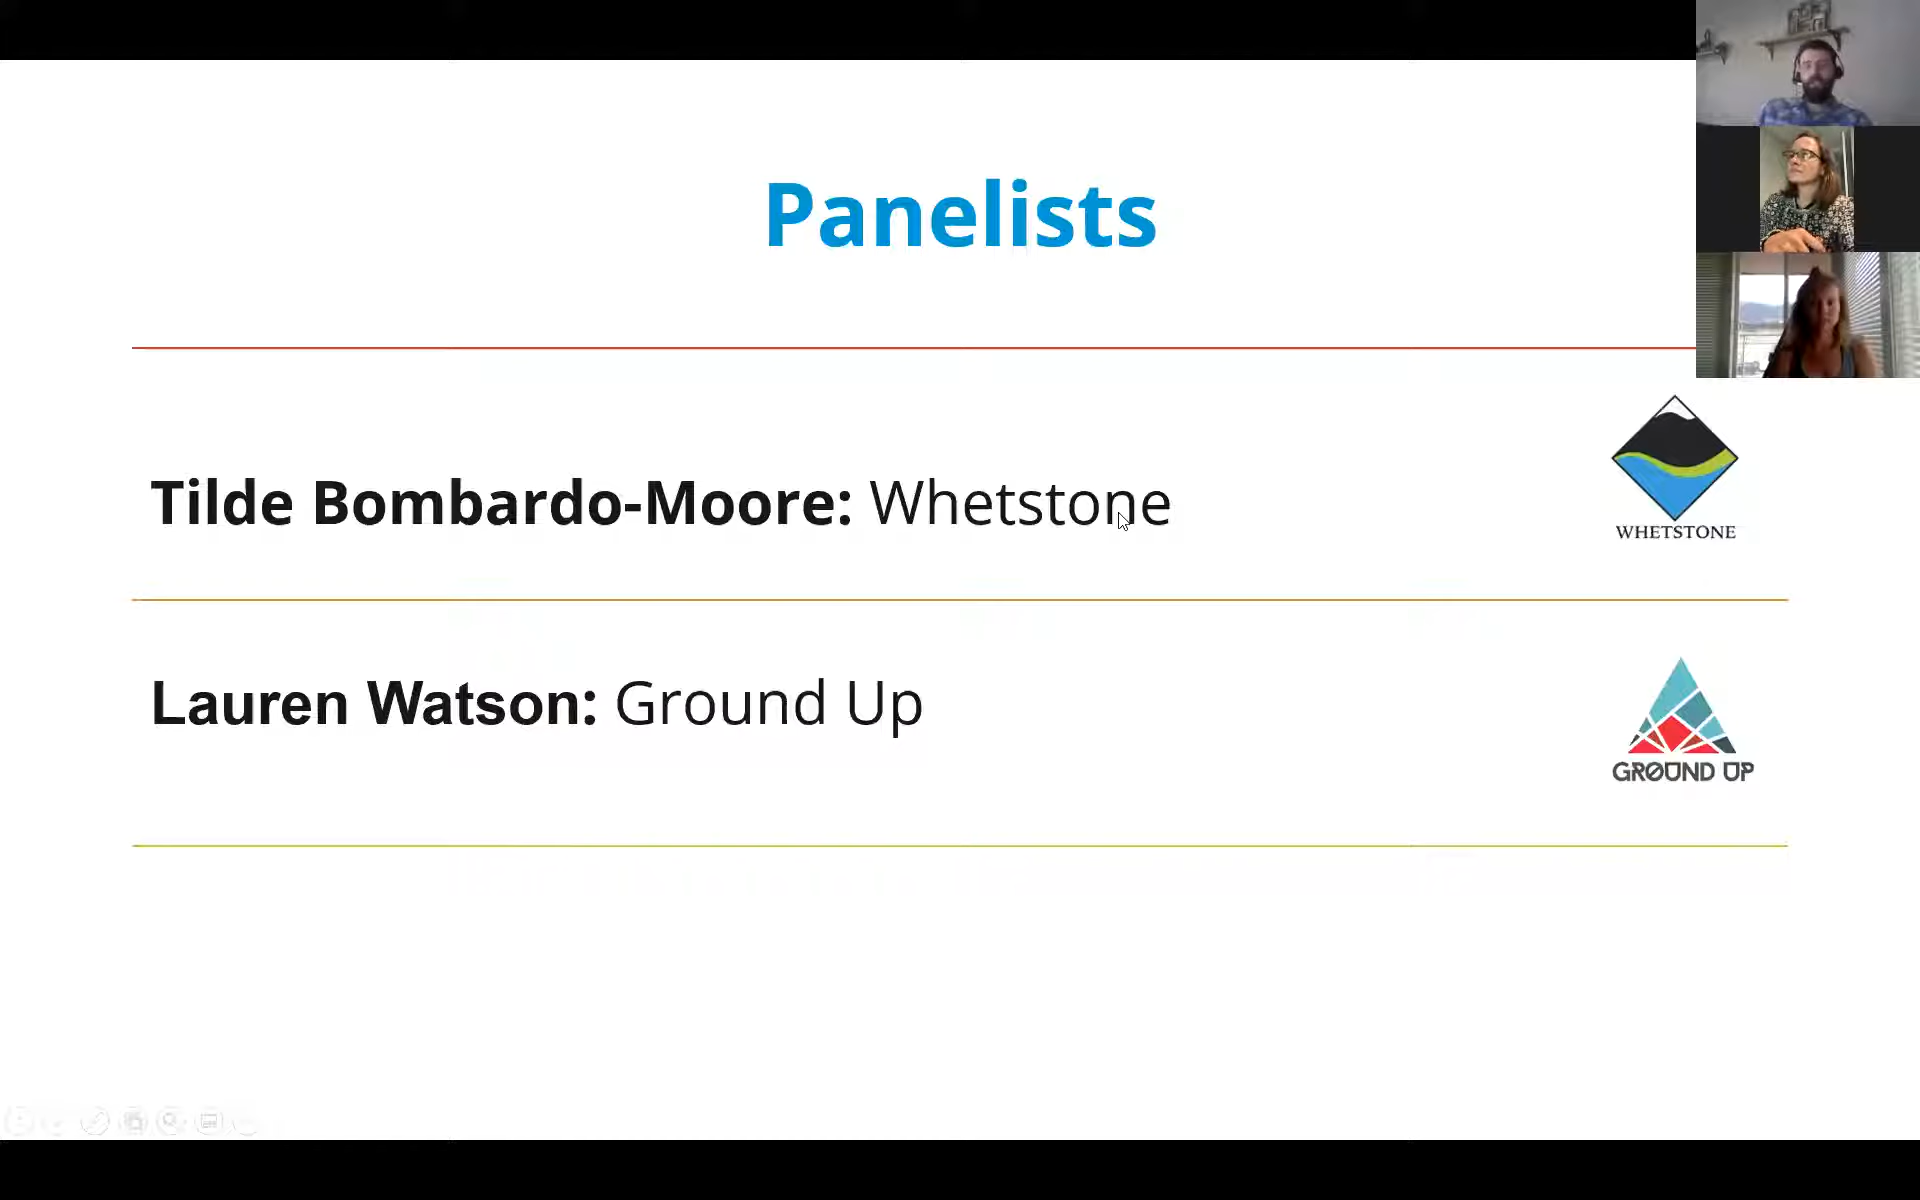 Panelists
Tilde Bombardo-Moore: Whetstone
WHETSTONE
Lauren Watson: Ground Up
GROUND UP